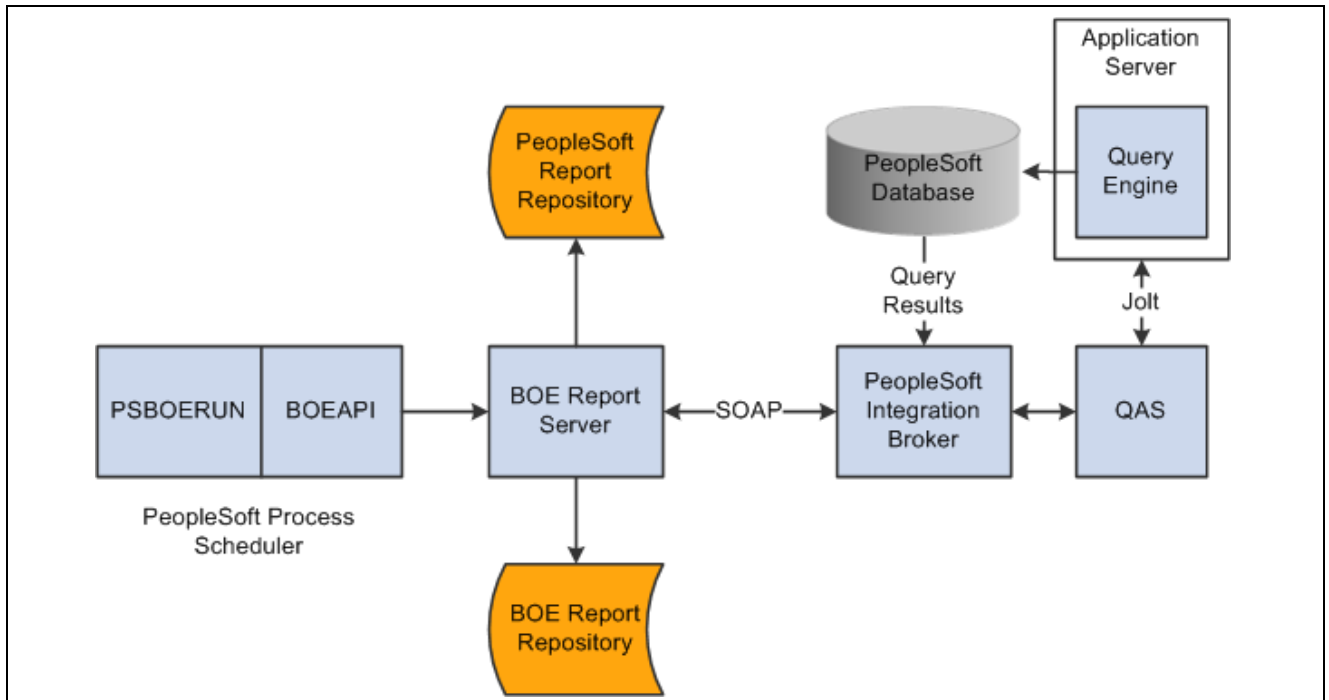 Application
Server
PeopleSoft
Report
Repository
PeopleSoft
Database
Query
Engine
Query
Results
Jolt
PSBOERUN
BOEAPI
BOE Report
Server
SOAP
PeopleSoft
Integration
Broker
QAS
PeopleSoft Process
Scheduler
BOE Report
Repository